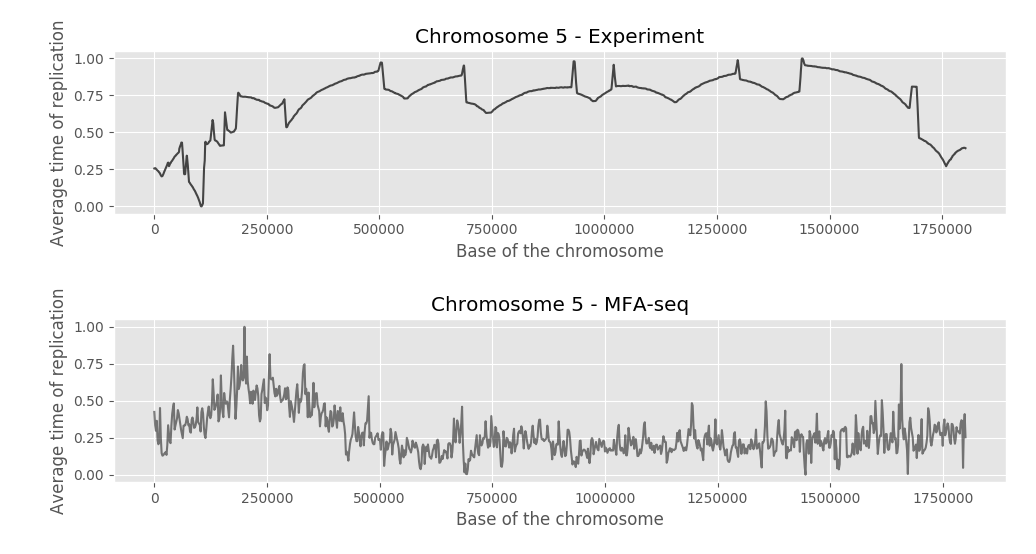 Chromosome 5 - Experiment
Average time of replication
1.00
0.75
0.50
0.25
0.00
0 250000 500000 750000 1000000 1250000 1500000 1750000
Base of the chromosome
Chromosome 5 - MFA-seq
Average time of replication
1.00
0.75
0.50
0.25
0.00
0 250000 500000 750000 1000000 1250000 1500000 1750000
Base of the chromosome